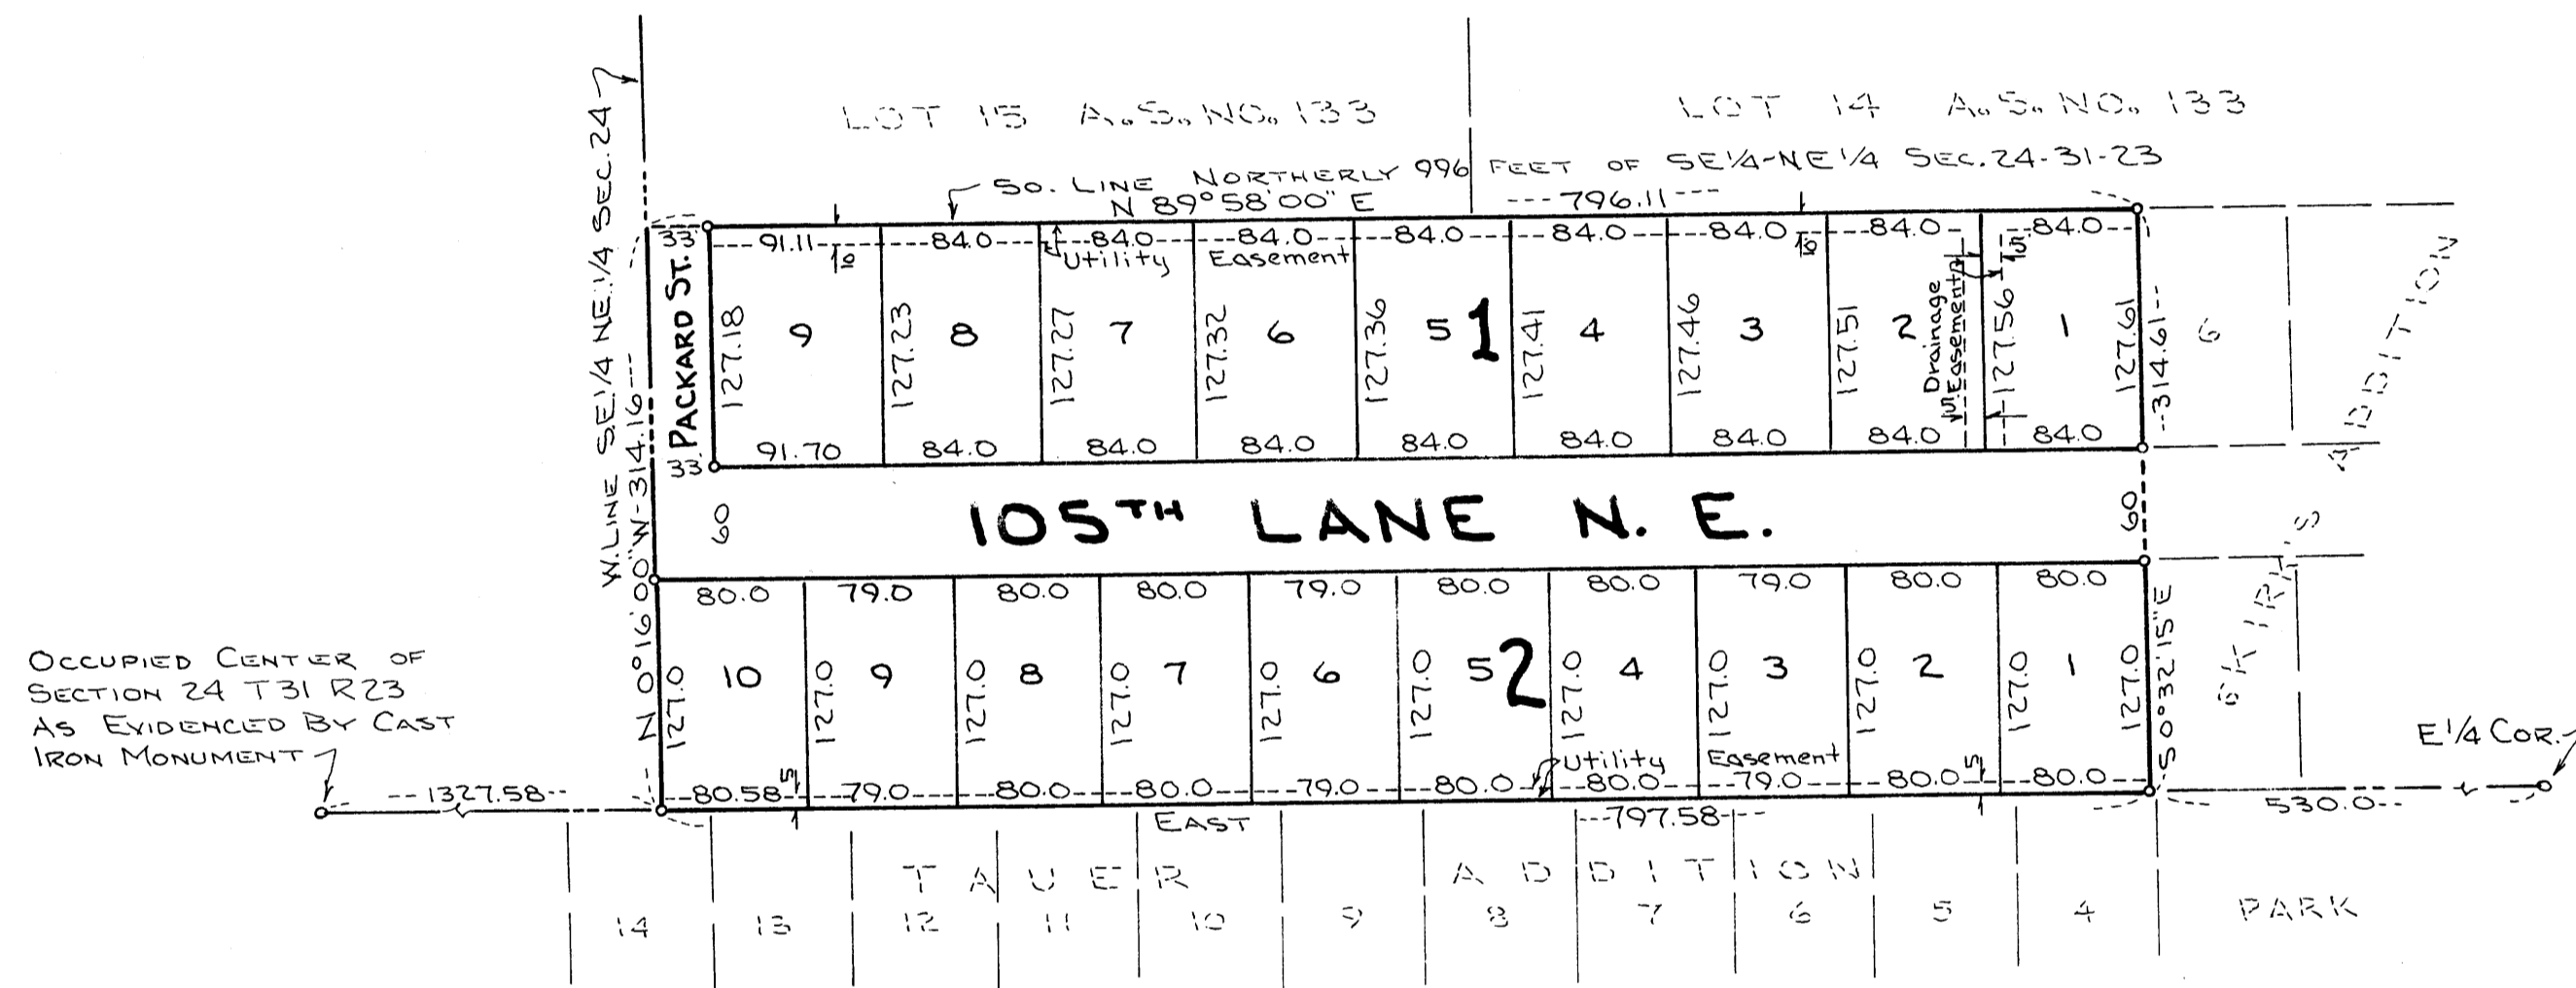 LOT 15 A.S. NO. 133
LOT 14 A.S. NO. 133
SO. LINE NORTHERLY 996 FEET OF SE1/4-NE1/4 SEC. 24-31-23
N 89°58'00" E
---796.11---
W. LINE SE1/4 NE1/4 SEC. 24
N 0°16'00"W-314.16---
33
PACKARD ST.
33
91.11 84.0 84.0 84.0 84.0 84.0 84.0 84.0 84.0
10 10 15
Utility Easement
Drainage
Easement
15
127.18 9 127.23 8 127.27 7 127.32 6 127.36 5 1 127.41 4 127.46 3 127.51 2 127.56 1 127.61
---314.61---
6
91.70 84.0 84.0 84.0 84.0 84.0 84.0 84.0 84.0
60
105TH LANE N. E.
60
ADDITION
6 KIRK'S
80.0 79.0 80.0 80.0 79.0 80.0 80.0 79.0 80.0 80.0
127.0 10 127.0 9 127.0 8 127.0 7 127.0 6 127.0 5 2 127.0 4 127.0 3 127.0 2 127.0 1 127.0
S 0°32'15"E
OCCUPIED CENTER OF
SECTION 24 T31 R23
AS EVIDENCED BY CAST
IRON MONUMENT
Utility Easement
5 5
E1/4 COR.
--1327.58--
80.58 79.0 80.0 80.0 79.0 80.0 80.0 79.0 80.0 80.0
530.0--
EAST
---797.58---
TAUER ADDITION
14 13 12 11 10 9 8 7 6 5 4
PARK